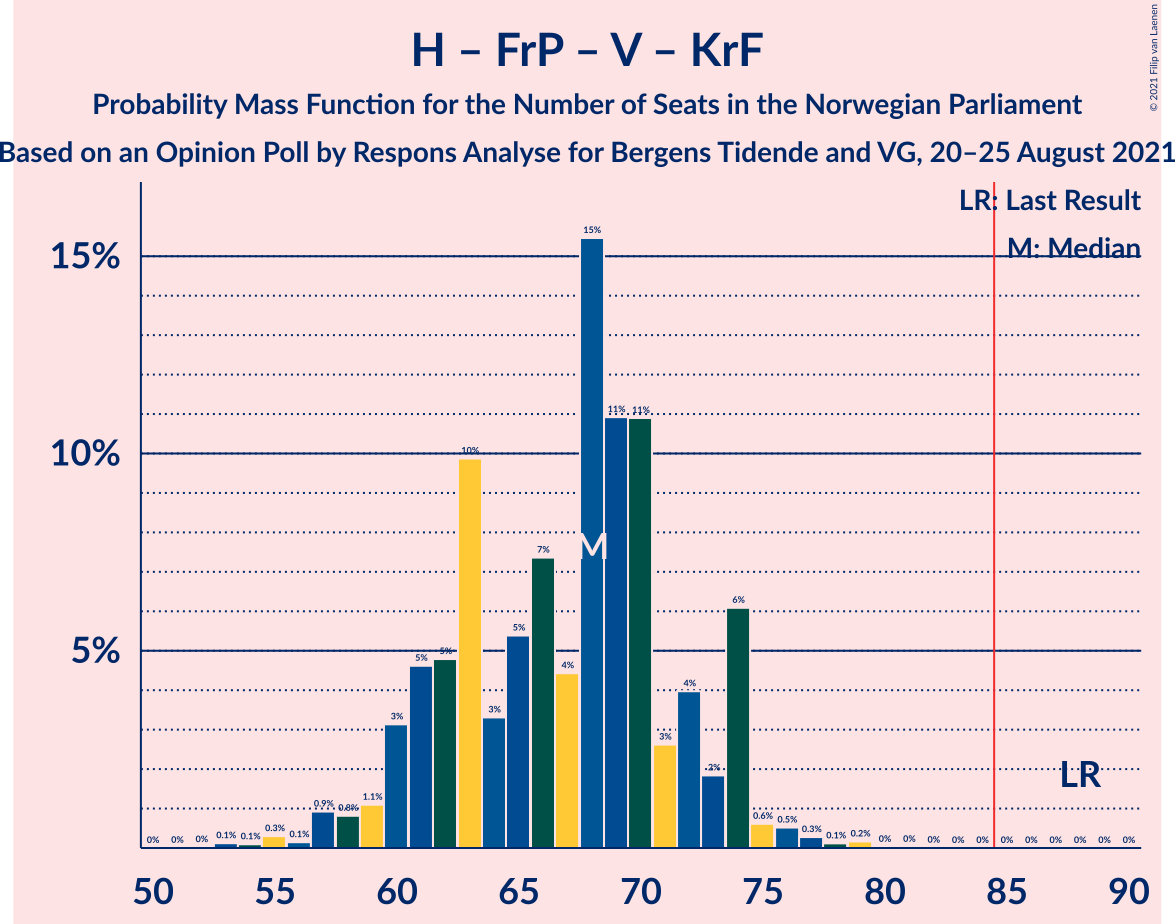 H – FrP – V – KrF
Probability Mass Function for the Number of Seats in the Norwegian Parliament
Based on an Opinion Poll by Respons Analyse for Bergens Tidende and VG, 20–25 August 2021
© 2021 Filip van Laenen
LR: Last Result
M: Median
15%
10%
5%
0% 0% 0% 0.1% 0.1% 0.3% 0.1% 0.9% 0.8% 1.1% 3% 5% 5% 10% 3% 5% 7% 4% 15% 11% 11% 3% 4% 2% 6% 0.6% 0.5% 0.3% 0.1% 0.2% 0% 0% 0% 0% 0% 0% 0% 0% 0% 0% 0%
M
LR
50 55 60 65 70 75 80 85 90